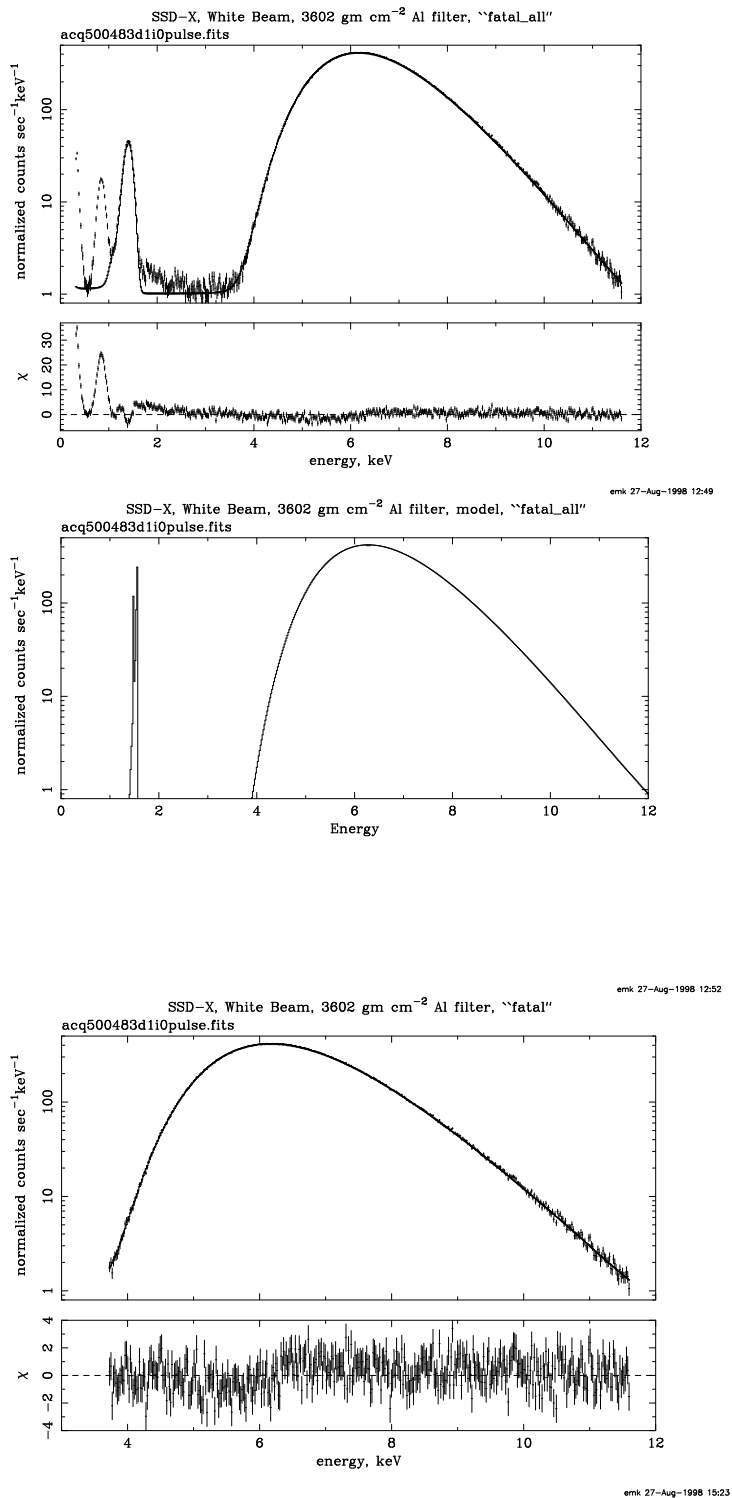 SSD-X, White Beam, 3602 gm cm⁻² Al filter, ``fatal_all''
acq500483d1i0pulse.fits
normalized counts sec⁻¹keV⁻¹
100
10
1
χ
30
20
10
0
0 2 4 6 8 10 12
energy, keV
emk 27-Aug-1998 12:49
SSD-X, White Beam, 3602 gm cm⁻² Al filter, model, ``fatal_all''
acq500483d1i0pulse.fits
normalized counts sec⁻¹keV⁻¹
100
10
1
0 2 4 6 8 10 12
Energy
emk 27-Aug-1998 12:52
SSD-X, White Beam, 3602 gm cm⁻² Al filter, ``fatal''
acq500483d1i0pulse.fits
normalized counts sec⁻¹keV⁻¹
100
10
1
χ
4
2
0
-2
-4
4 6 8 10 12
energy, keV
emk 27-Aug-1998 15:23